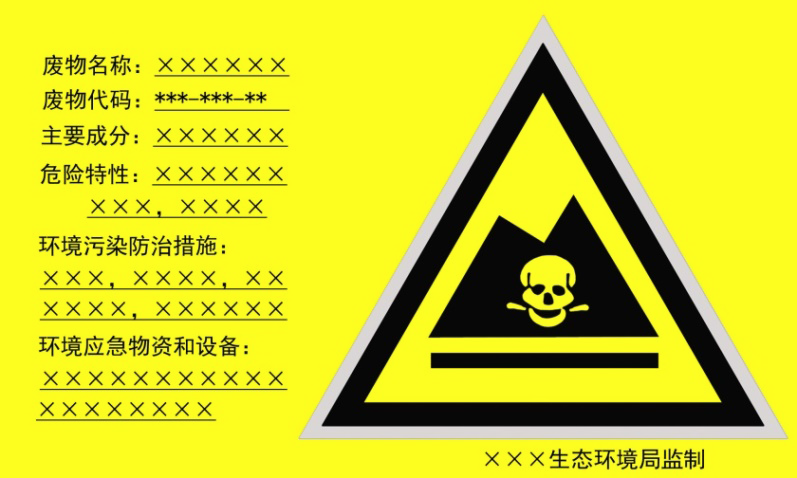 废物名称：××××××
废物代码：***-***-**
主要成分：××××××
危险特性：××××××
×××，××××
环境污染防治措施：
×××，××××，××
××××，××××××
环境应急物资和设备：
×××××××××××
××××××××
×××生态环境局监制